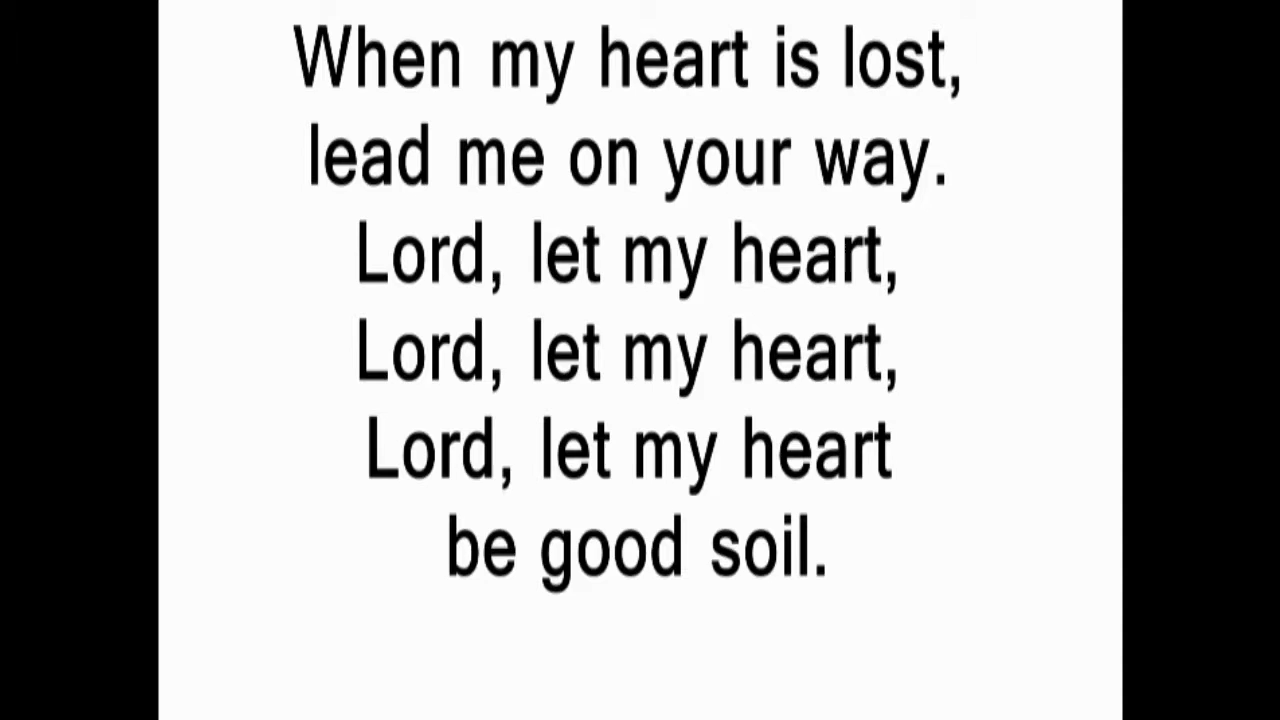 When my heart is lost,
lead me on your way.
Lord, let my heart,
Lord, let my heart,
Lord, let my heart
be good soil.